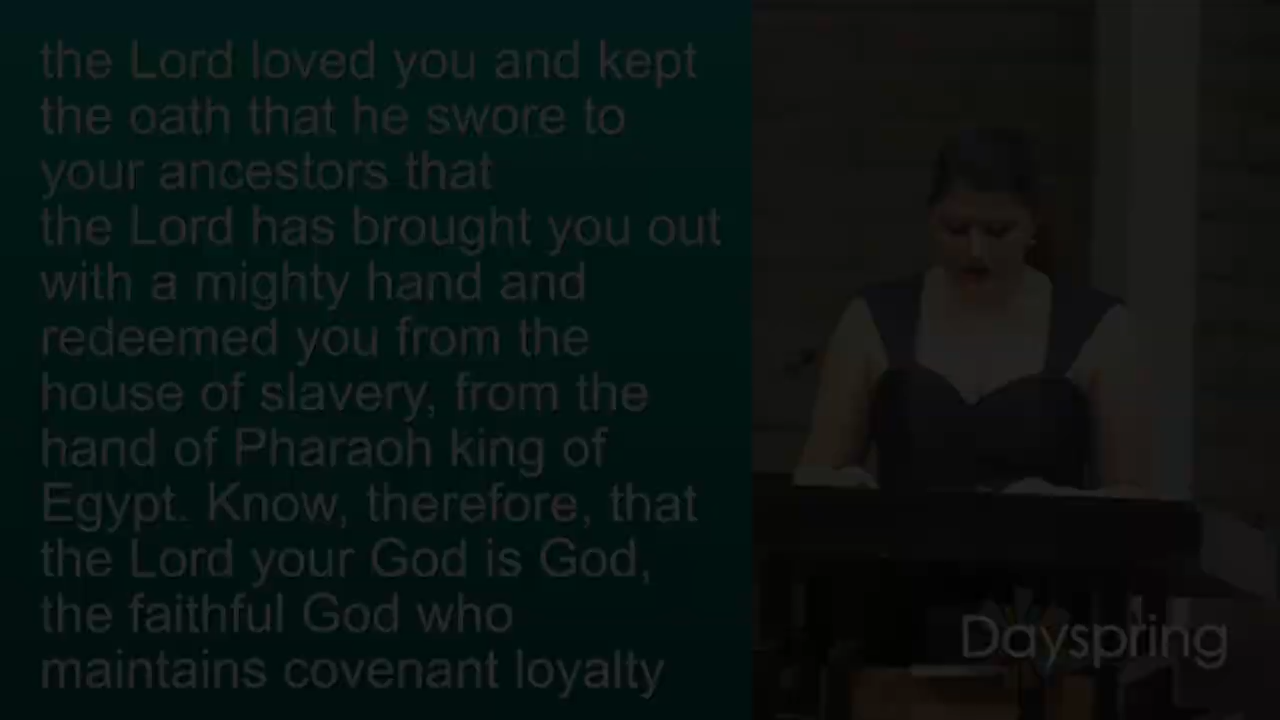 the Lord loved you and kept
the oath that he swore to
your ancestors that
the Lord has brought you out
with a mighty hand and
redeemed you from the
house of slavery, from the
hand of Pharaoh king of
Egypt. Know, therefore, that
the Lord your God is God,
the faithful God who
maintains covenant loyalty
Dayspring